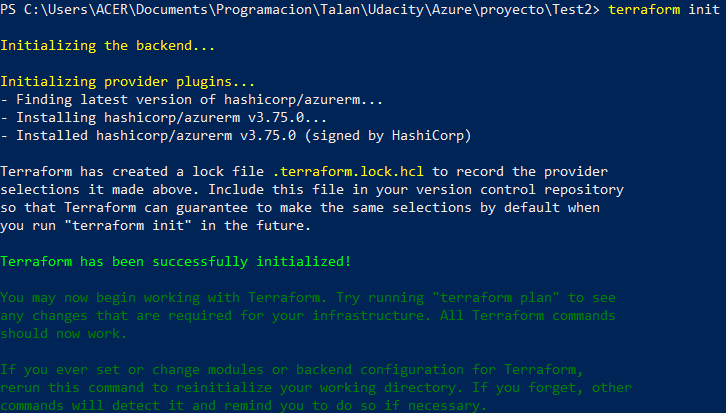 PS C:\Users\ACER\Documents\Programacion\Talan\Udacity\Azure\proyecto\Test2> terraform init
Initializing the backend...
Initializing provider plugins...
- Finding latest version of hashicorp/azurerm...
- Installing hashicorp/azurerm v3.75.0...
- Installed hashicorp/azurerm v3.75.0 (signed by HashiCorp)
Terraform has created a lock file .terraform.lock.hcl to record the provider
selections it made above. Include this file in your version control repository
so that Terraform can guarantee to make the same selections by default when
you run "terraform init" in the future.
Terraform has been successfully initialized!
You may now begin working with Terraform. Try running "terraform plan" to see
any changes that are required for your infrastructure. All Terraform commands
should now work.
If you ever set or change modules or backend configuration for Terraform,
rerun this command to reinitialize your working directory. If you forget, other
commands will detect it and remind you to do so if necessary.